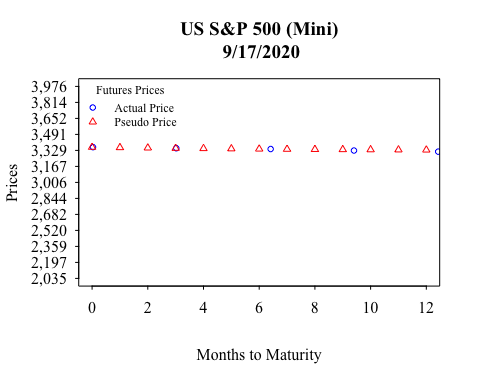 US S&P 500 (Mini)
9/17/2020
Futures Prices
Actual Price
Pseudo Price
3,976
3,814
3,652
3,491
3,329
3,167
3,006
2,844
2,682
2,520
2,359
2,197
2,035
Prices
0 2 4 6 8 10 12
Months to Maturity